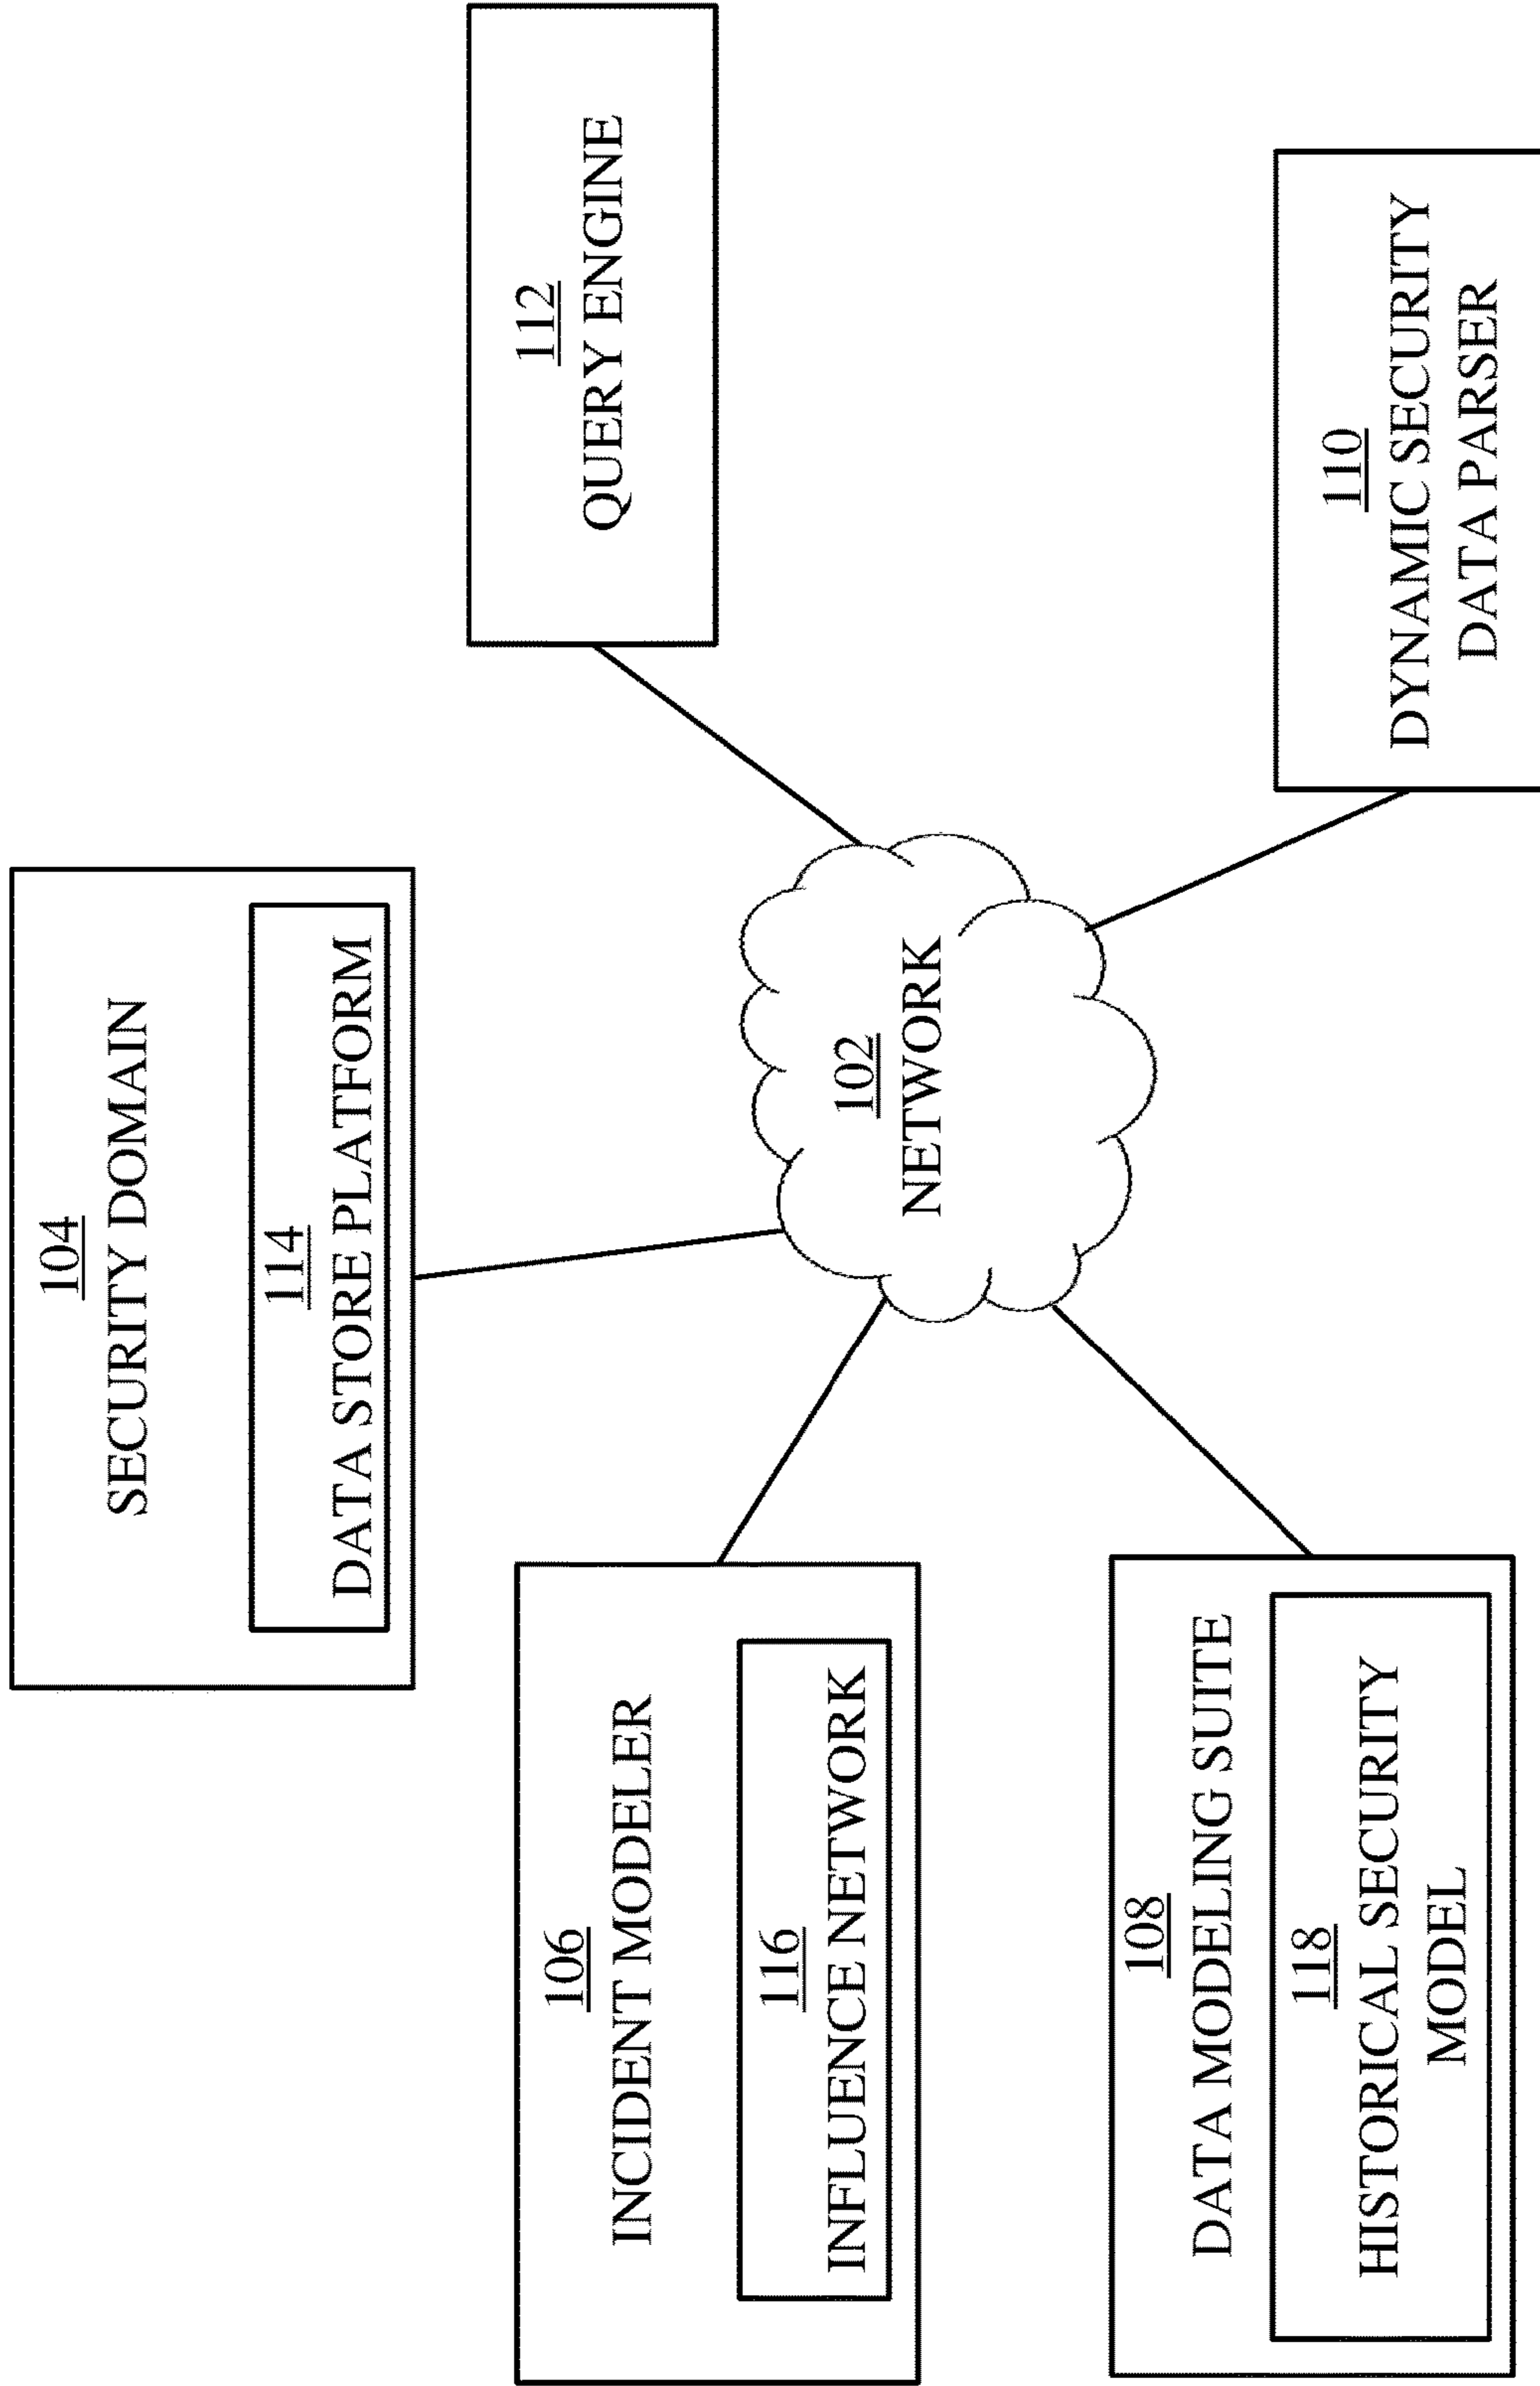 104
SECURITY DOMAIN
114
DATA STORE PLATFORM
106
INCIDENT MODELER
116
INFLUENCE NETWORK
112
QUERY ENGINE
102
NETWORK
108
DATA MODELING SUITE
118
HISTORICAL SECURITY
MODEL
110
DYNAMIC SECURITY
DATA PARSER